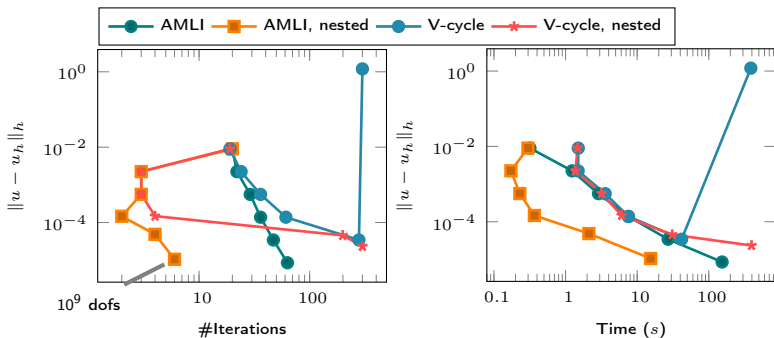 AMLI AMLI, nested V-cycle V-cycle, nested
10^0
10^−2
10^−4
‖u − u_h‖_h
10 100
#Iterations
10^9 dofs
10^0
10^−2
10^−4
‖u − u_h‖_h
0.1 1 10 100
Time (s)